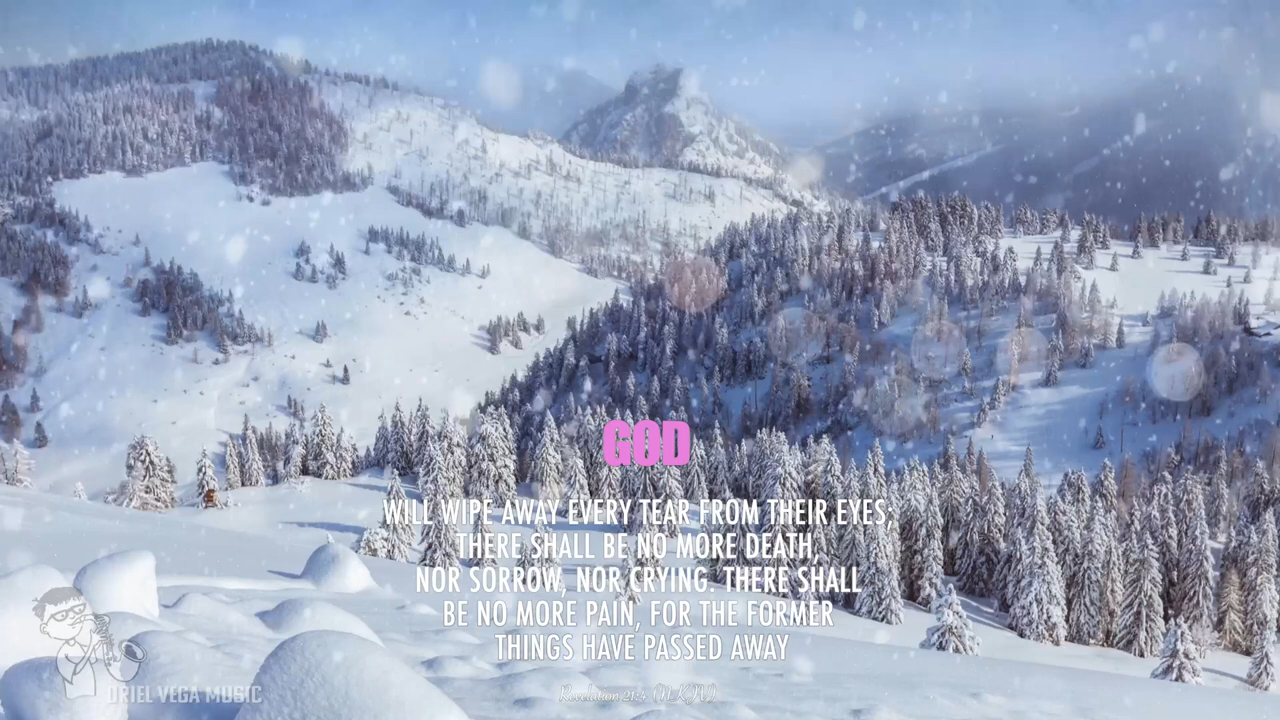 GOD
WILL WIPE AWAY EVERY TEAR FROM THEIR EYES;
THERE SHALL BE NO MORE DEATH,
NOR SORROW, NOR CRYING. THERE SHALL
BE NO MORE PAIN, FOR THE FORMER
THINGS HAVE PASSED AWAY
Revelation 21:4, (NKJV).
ORIEL VEGA MUSIC